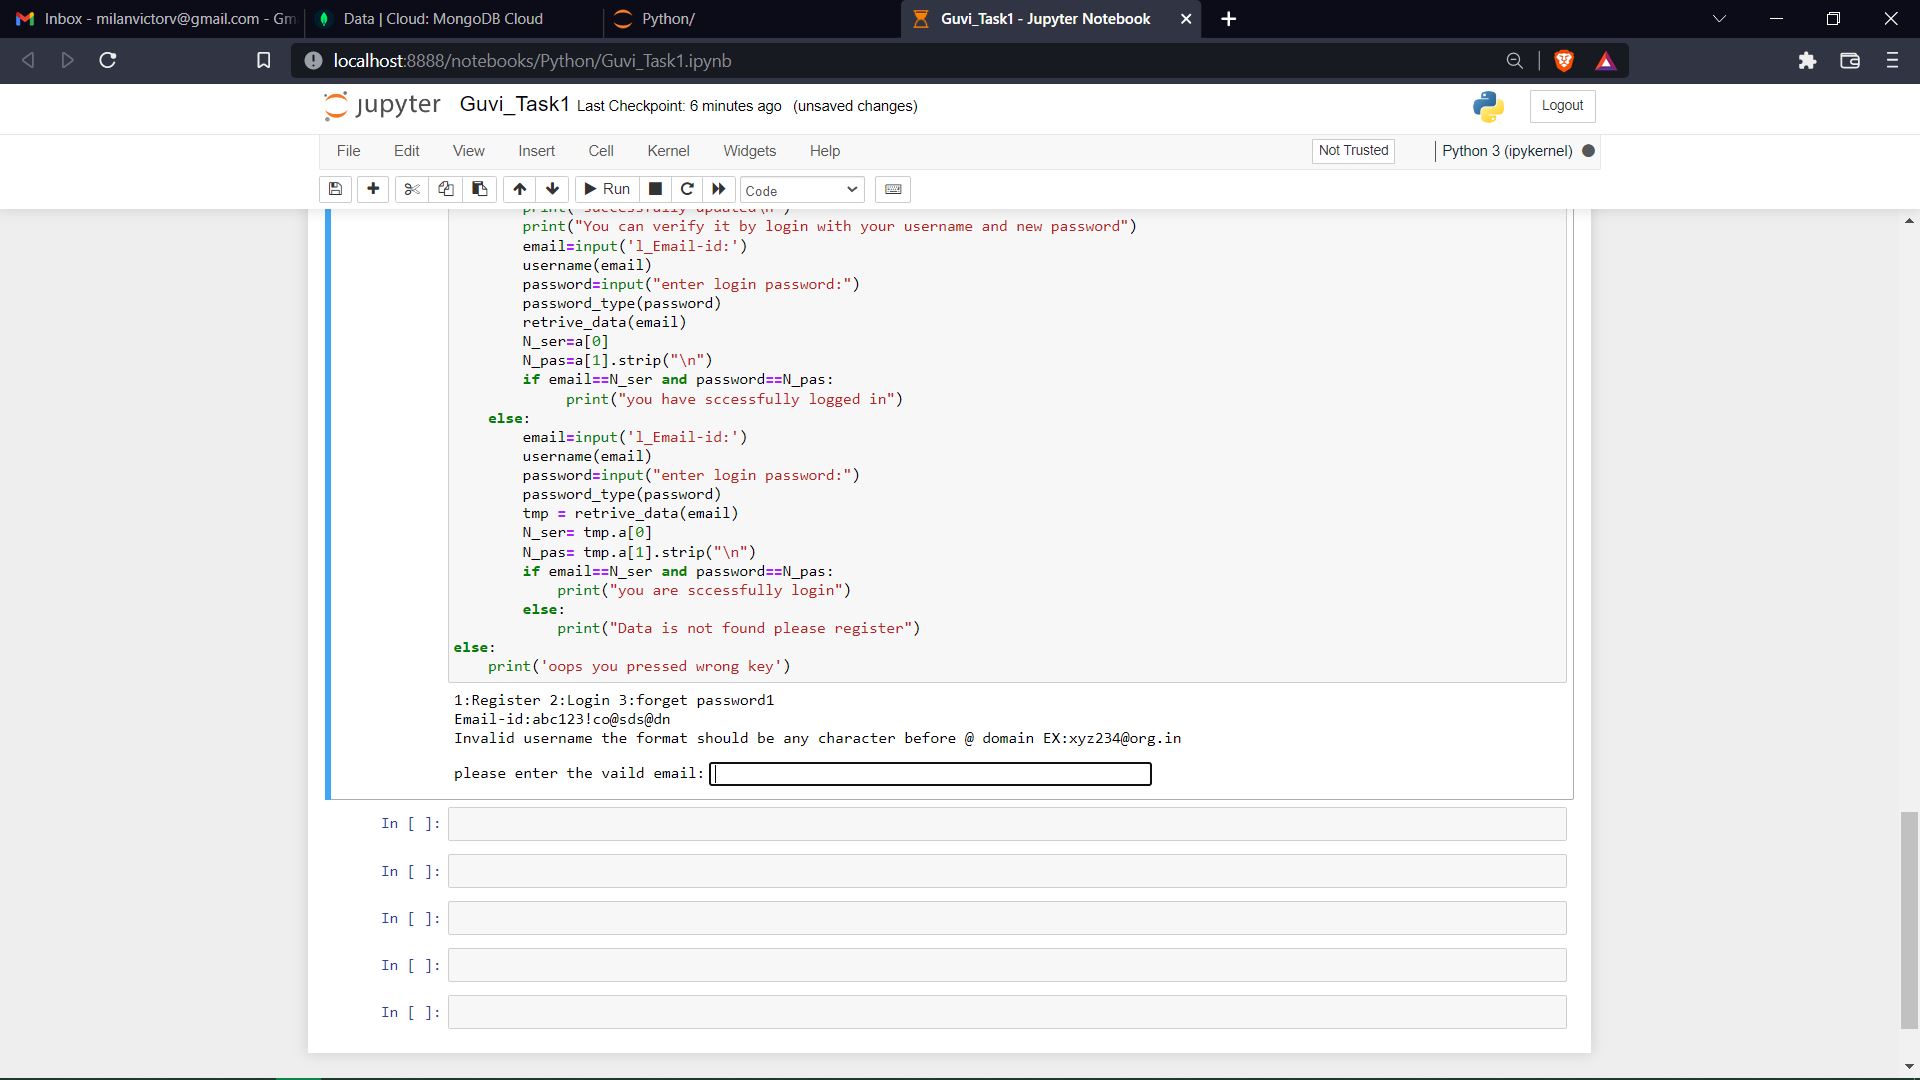 Inbox - milanvictorv@gmail.com - Gm
Data | Cloud: MongoDB Cloud
Python/
Guvi_Task1 - Jupyter Notebook
localhost:8888/notebooks/Python/Guvi_Task1.ipynb
jupyter Guvi_Task1 Last Checkpoint: 6 minutes ago (unsaved changes)
Logout
File Edit View Insert Cell Kernel Widgets Help
Not Trusted
Python 3 (ipykernel)
Run
Code
print("successfully updated\n")
print("You can verify it by login with your username and new password")
email=input('l_Email-id:')
username(email)
password=input("enter login password:")
password_type(password)
retrive_data(email)
N_ser=a[0]
N_pas=a[1].strip("\n")
if email==N_ser and password==N_pas:
print("you have sccessfully logged in")
else:
email=input('l_Email-id:')
username(email)
password=input("enter login password:")
password_type(password)
tmp = retrive_data(email)
N_ser= tmp.a[0]
N_pas= tmp.a[1].strip("\n")
if email==N_ser and password==N_pas:
print("you are sccessfully login")
else:
print("Data is not found please register")
else:
print('oops you pressed wrong key')
1:Register 2:Login 3:forget password1
Email-id:abc123!co@sds@dn
Invalid username the format should be any character before @ domain EX:xyz234@org.in
please enter the vaild email:
In [ ]:
In [ ]:
In [ ]:
In [ ]:
In [ ]: